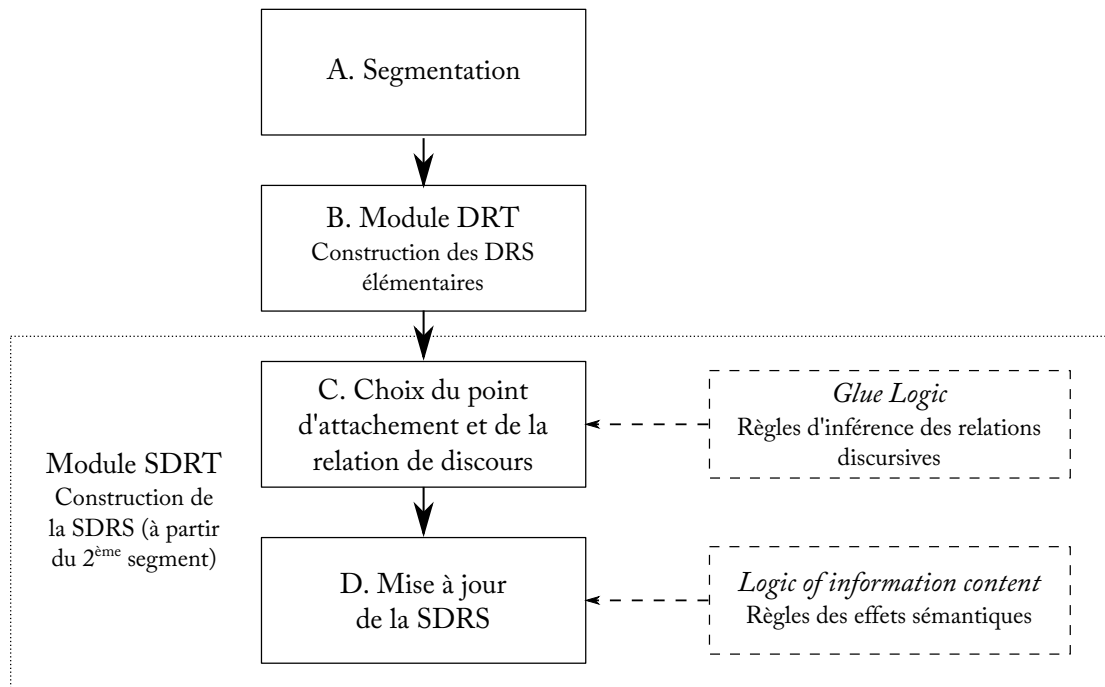 A. Segmentation
B. Module DRT
Construction des DRS
élémentaires
C. Choix du point
d'attachement et de la
relation de discours
Glue Logic
Règles d'inférence des relations
discursives
Module SDRT
Construction de
la SDRS (à partir
du 2ème segment)
D. Mise à jour
de la SDRS
Logic of information content
Règles des effets sémantiques